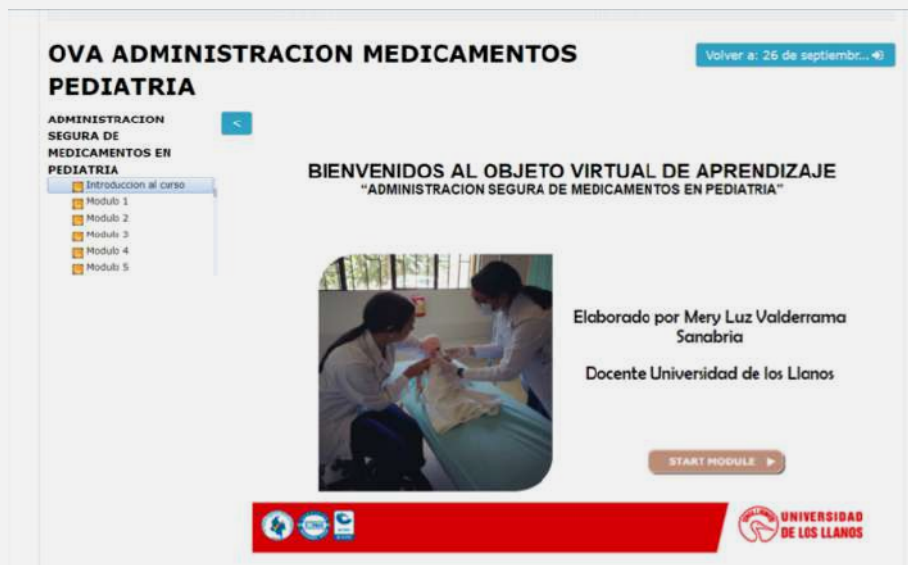 OVA ADMINISTRACION MEDICAMENTOS
PEDIATRIA
Volver a: 26 de septiembr...
ADMINISTRACION
SEGURA DE
MEDICAMENTOS EN
PEDIATRIA
<
Introduccion al curso
Modulo 1
Modulo 2
Modulo 3
Modulo 4
Modulo 5
BIENVENIDOS AL OBJETO VIRTUAL DE APRENDIZAJE
“ADMINISTRACION SEGURA DE MEDICAMENTOS EN PEDIATRIA”
Elaborado por Mery Luz Valderrama
Sanabria
Docente Universidad de los Llanos
START MODULE
UNIVERSIDAD
DE LOS LLANOS